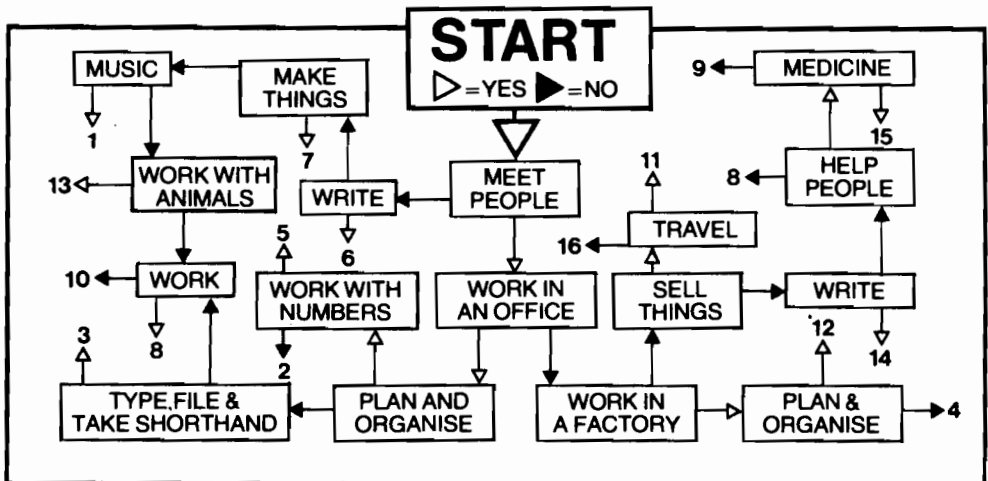 START
=YES =NO
MUSIC
MAKE
THINGS
9
MEDICINE
1
7
15
13
WORK WITH
ANIMALS
WRITE
MEET
PEOPLE
11
8
HELP
PEOPLE
5
6
16
TRAVEL
10
WORK
WORK WITH
NUMBERS
WORK IN
AN OFFICE
SELL
THINGS
WRITE
3
8
2
12
14
TYPE, FILE &
TAKE SHORTHAND
PLAN AND
ORGANISE
WORK IN
A FACTORY
PLAN &
ORGANISE
4